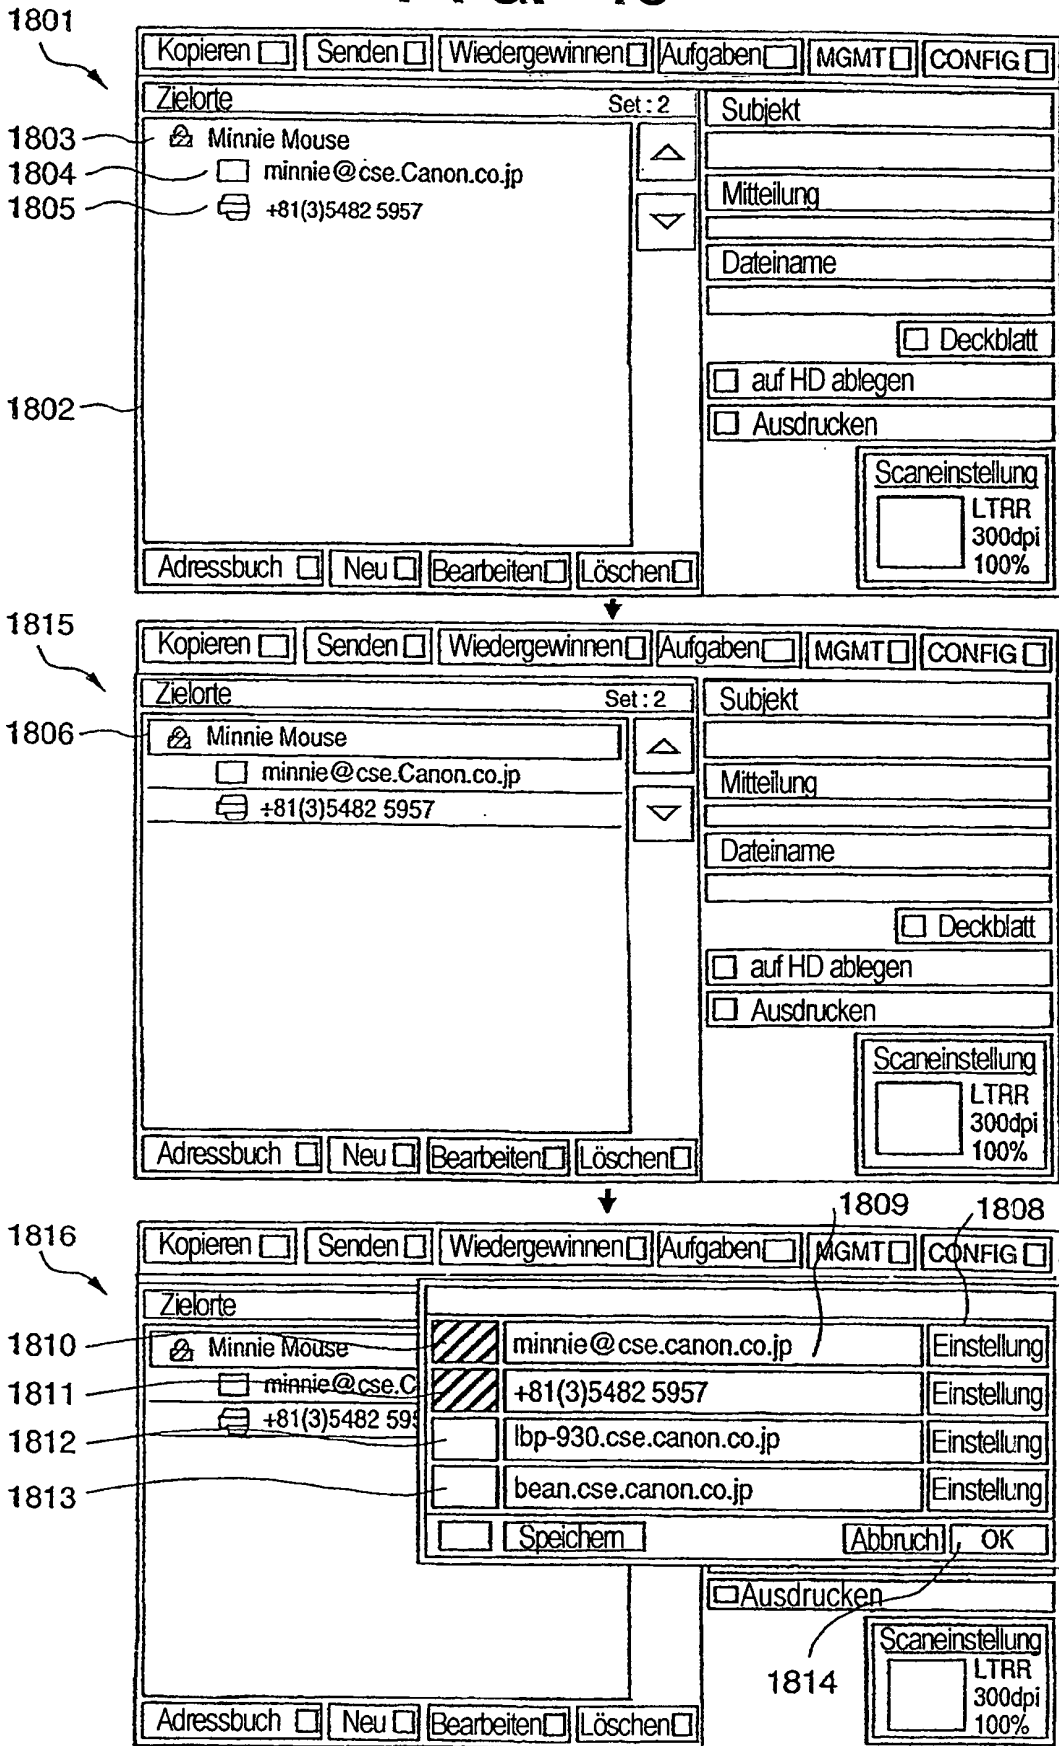 1801
Kopieren Senden Wiedergewinnen Aufgaben MGMT CONFIG
Zielorte Set : 2 Subjekt
1803 Minnie Mouse
1804 minnie@cse.Canon.co.jp
Mitteilung
1805 +81(3)5482 5957
Dateiname
Deckblatt
auf HD ablegen
1802
Ausdrucken
Scaneinstellung
LTRR
300dpi
100%
Adressbuch Neu Bearbeiten Löschen
1815
Kopieren Senden Wiedergewinnen Aufgaben MGMT CONFIG
Zielorte Set : 2 Subjekt
1806 Minnie Mouse
minnie@cse.Canon.co.jp
Mitteilung
+81(3)5482 5957
Dateiname
Deckblatt
auf HD ablegen
Ausdrucken
Scaneinstellung
LTRR
300dpi
100%
Adressbuch Neu Bearbeiten Löschen
1809 1808
1816
Kopieren Senden Wiedergewinnen Aufgaben MGMT CONFIG
Zielorte
1810 Minnie Mouse minnie@cse.canon.co.jp Einstellung
1811 minnie@cse.C +81(3)5482 5957 Einstellung
1812 +81(3)5482 595 lbp-930.cse.canon.co.jp Einstellung
1813 bean.cse.canon.co.jp Einstellung
Speichern Abbruch OK
Ausdrucken
1814
Scaneinstellung
LTRR
300dpi
100%
Adressbuch Neu Bearbeiten Löschen